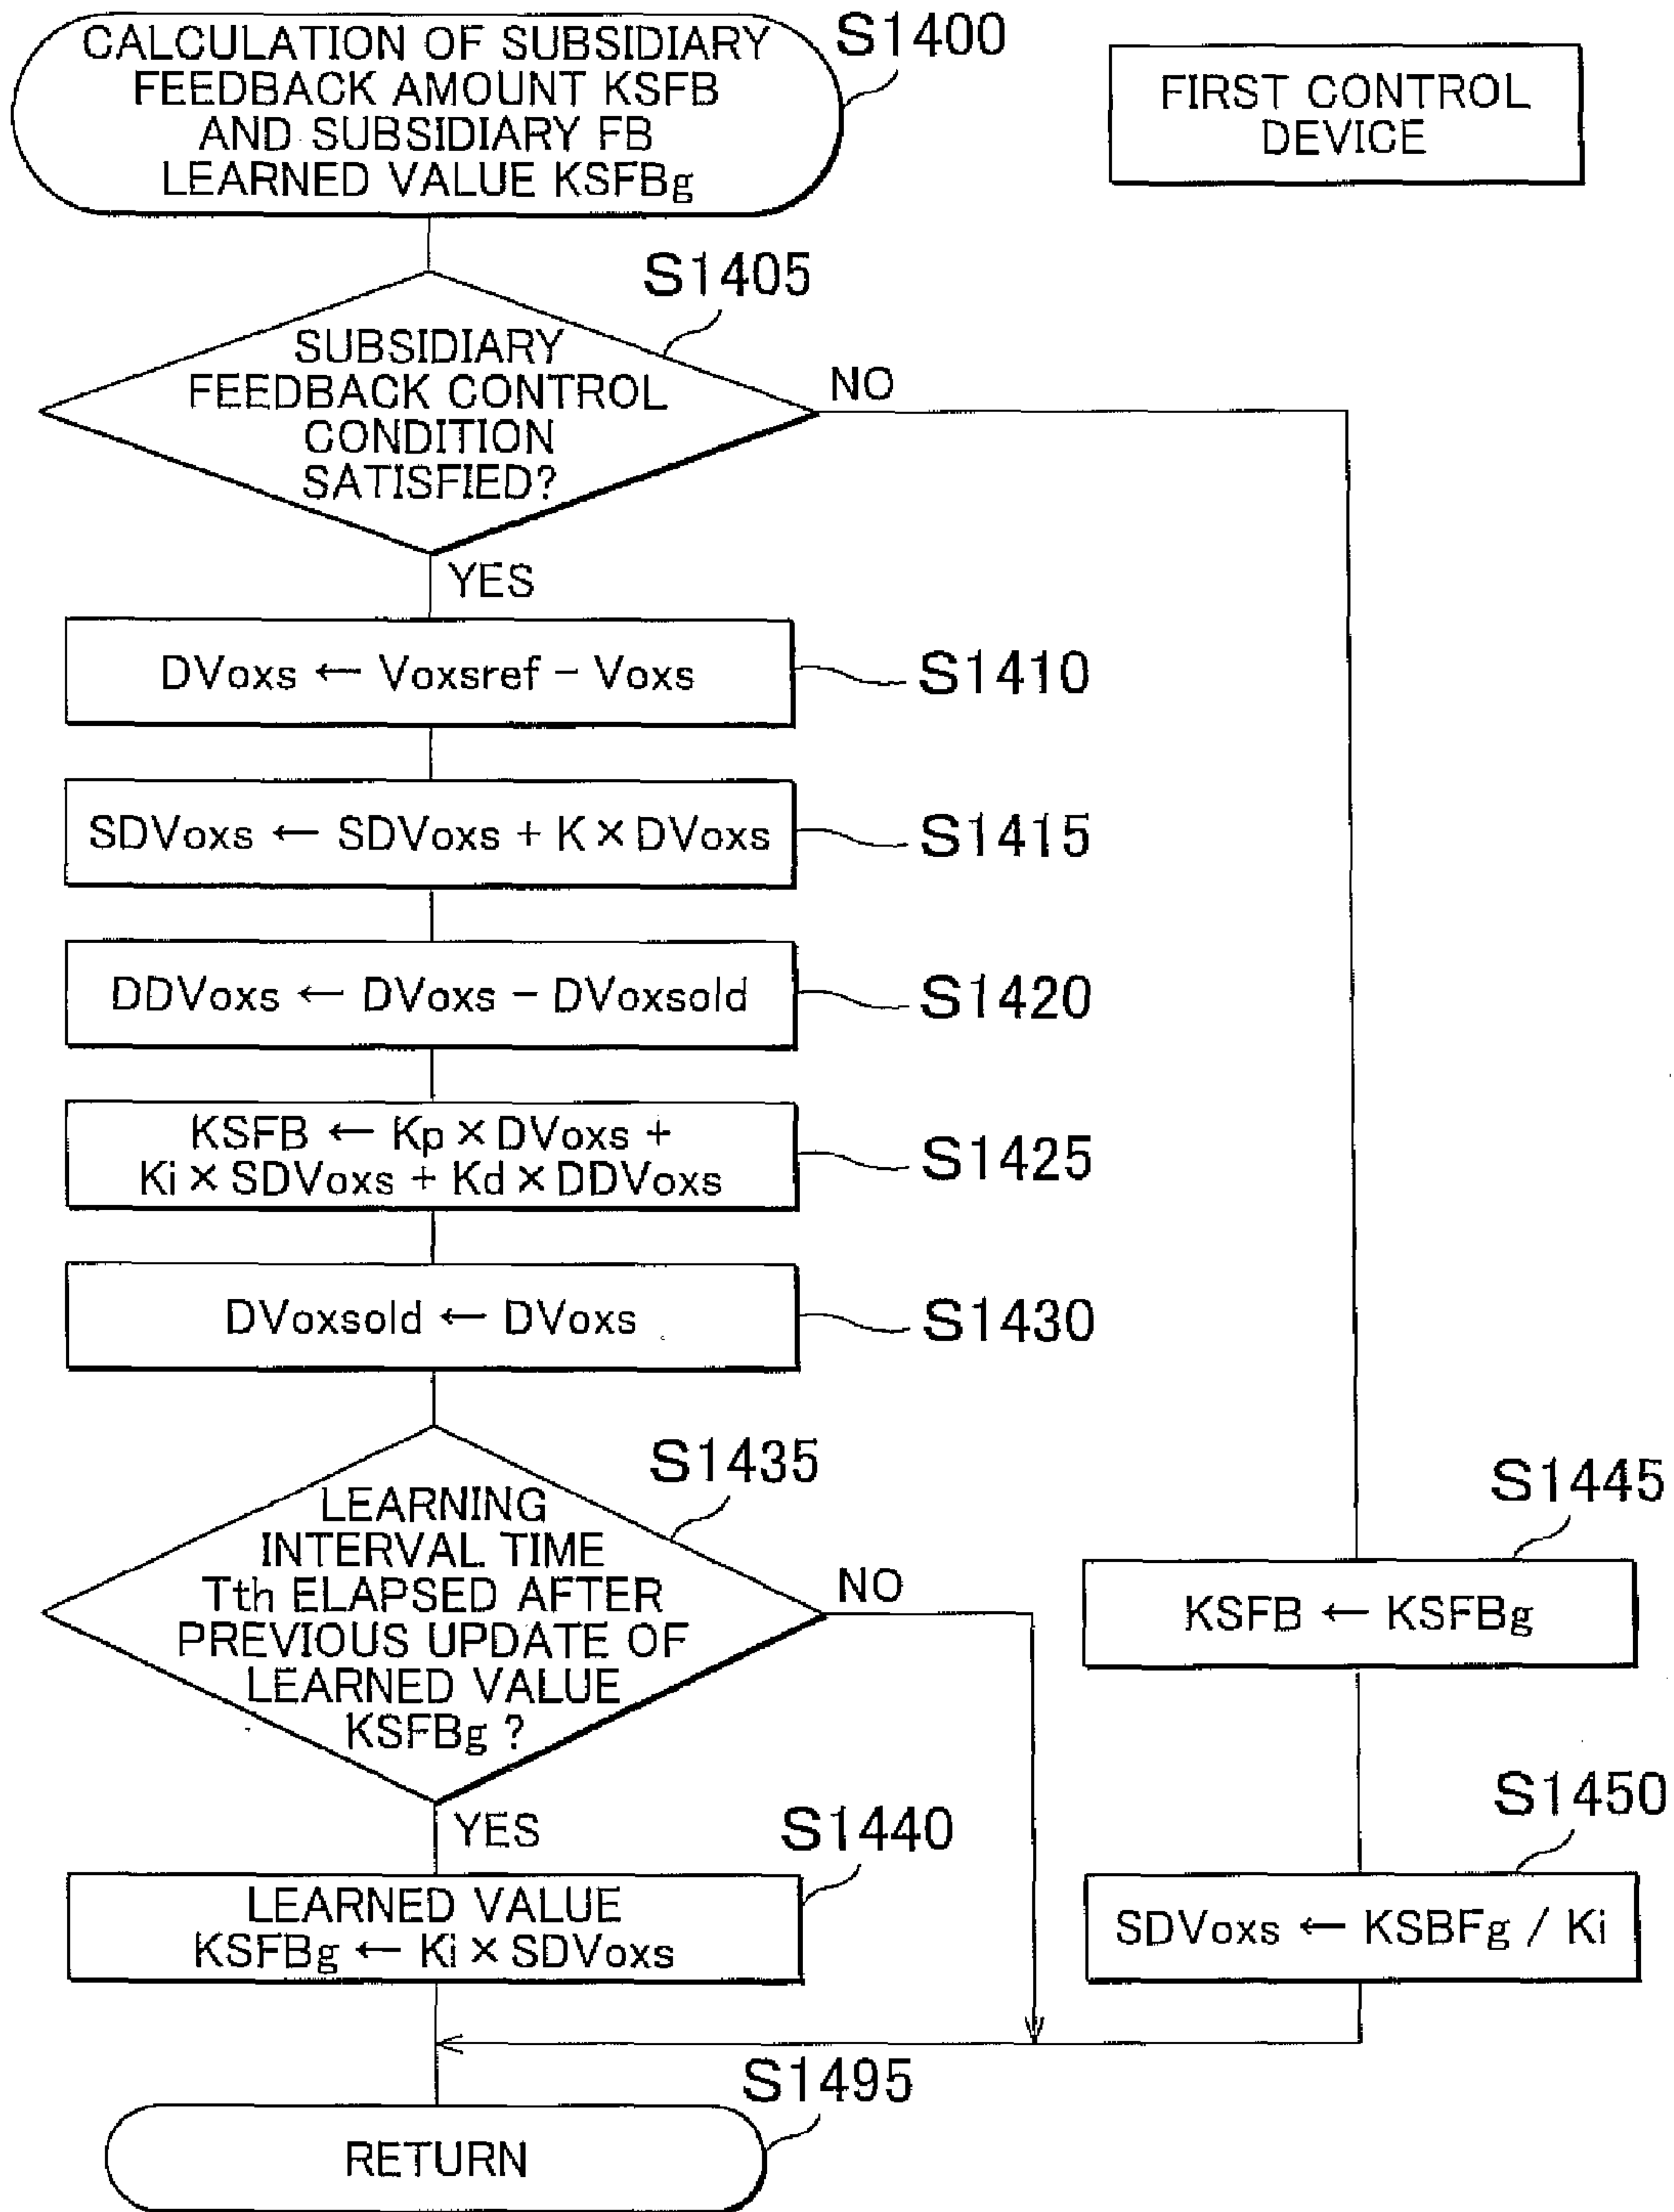 CALCULATION OF SUBSIDIARY
FEEDBACK AMOUNT KSFB
AND SUBSIDIARY FB
LEARNED VALUE KSFBg
S1400
FIRST CONTROL
DEVICE
S1405
SUBSIDIARY
FEEDBACK CONTROL
CONDITION
SATISFIED?
NO
YES
DVoxs ← Voxsref - Voxs
S1410
SDVoxs ← SDVoxs + K × DVoxs
S1415
DDVoxs ← DVoxs - DVoxsold
S1420
KSFB ← Kp × DVoxs +
Ki × SDVoxs + Kd × DDVoxs
S1425
DVoxsold ← DVoxs
S1430
S1435
LEARNING
INTERVAL TIME
Tth ELAPSED AFTER
PREVIOUS UPDATE OF
LEARNED VALUE
KSFBg ?
NO
YES
S1440
LEARNED VALUE
KSFBg ← Ki × SDVoxs
S1445
KSFB ← KSFBg
S1450
SDVoxs ← KSBFg / Ki
S1495
RETURN